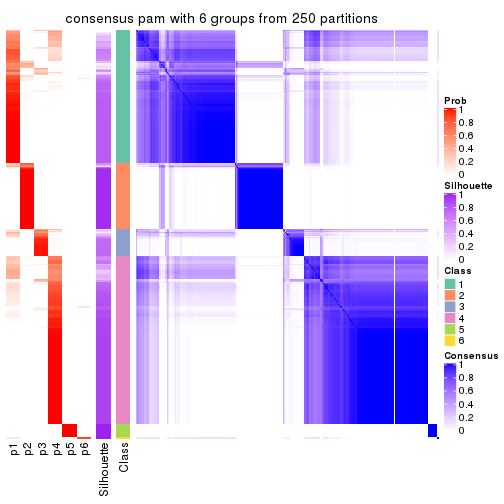 consensus pam with 6 groups from 250 partitions
Prob
1
0.8
0.6
0.4
0.2
0
Silhouette
1
0.8
0.6
0.4
0.2
0
Class
1
2
3
4
5
6
Consensus
1
0.8
0.6
0.4
0.2
0
p1
p2
p3
p4
p5
p6
Silhouette
Class